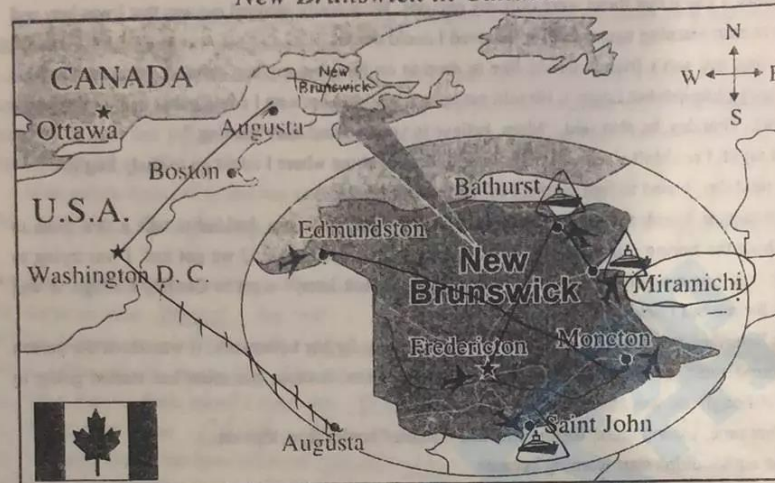 New Brunswick in
CANADA
Ottawa
New
Brunswick
Augusta
Boston
U.S.A.
Washington D. C.
Augusta
N
W
S
Bathurst
Edmundston
New
Brunswick
Miramichi
Fredericton
Moncton
Saint John